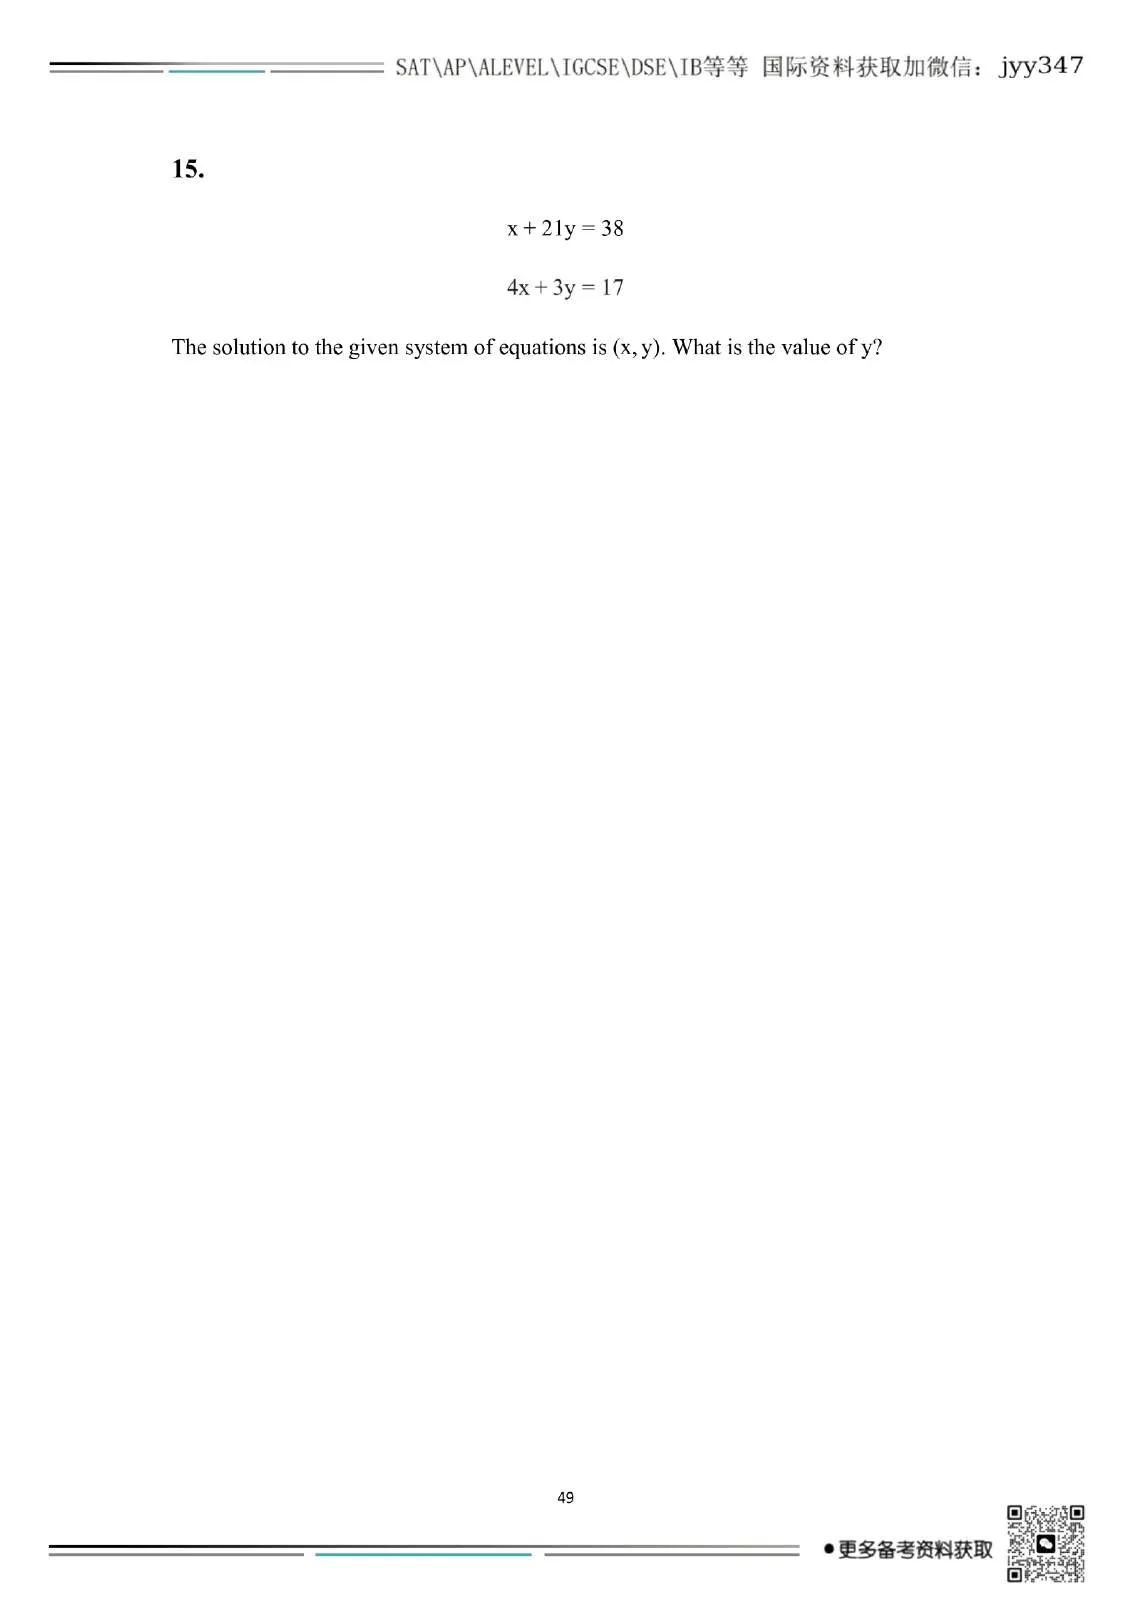 SAT\AP\ALEVEL\IGCSE\DSE\IB等等 国际资料获取加微信：jyy347
15.
x + 21y = 38
4x + 3y = 17
The solution to the given system of equations is (x, y). What is the value of y?
49
●更多备考资料获取